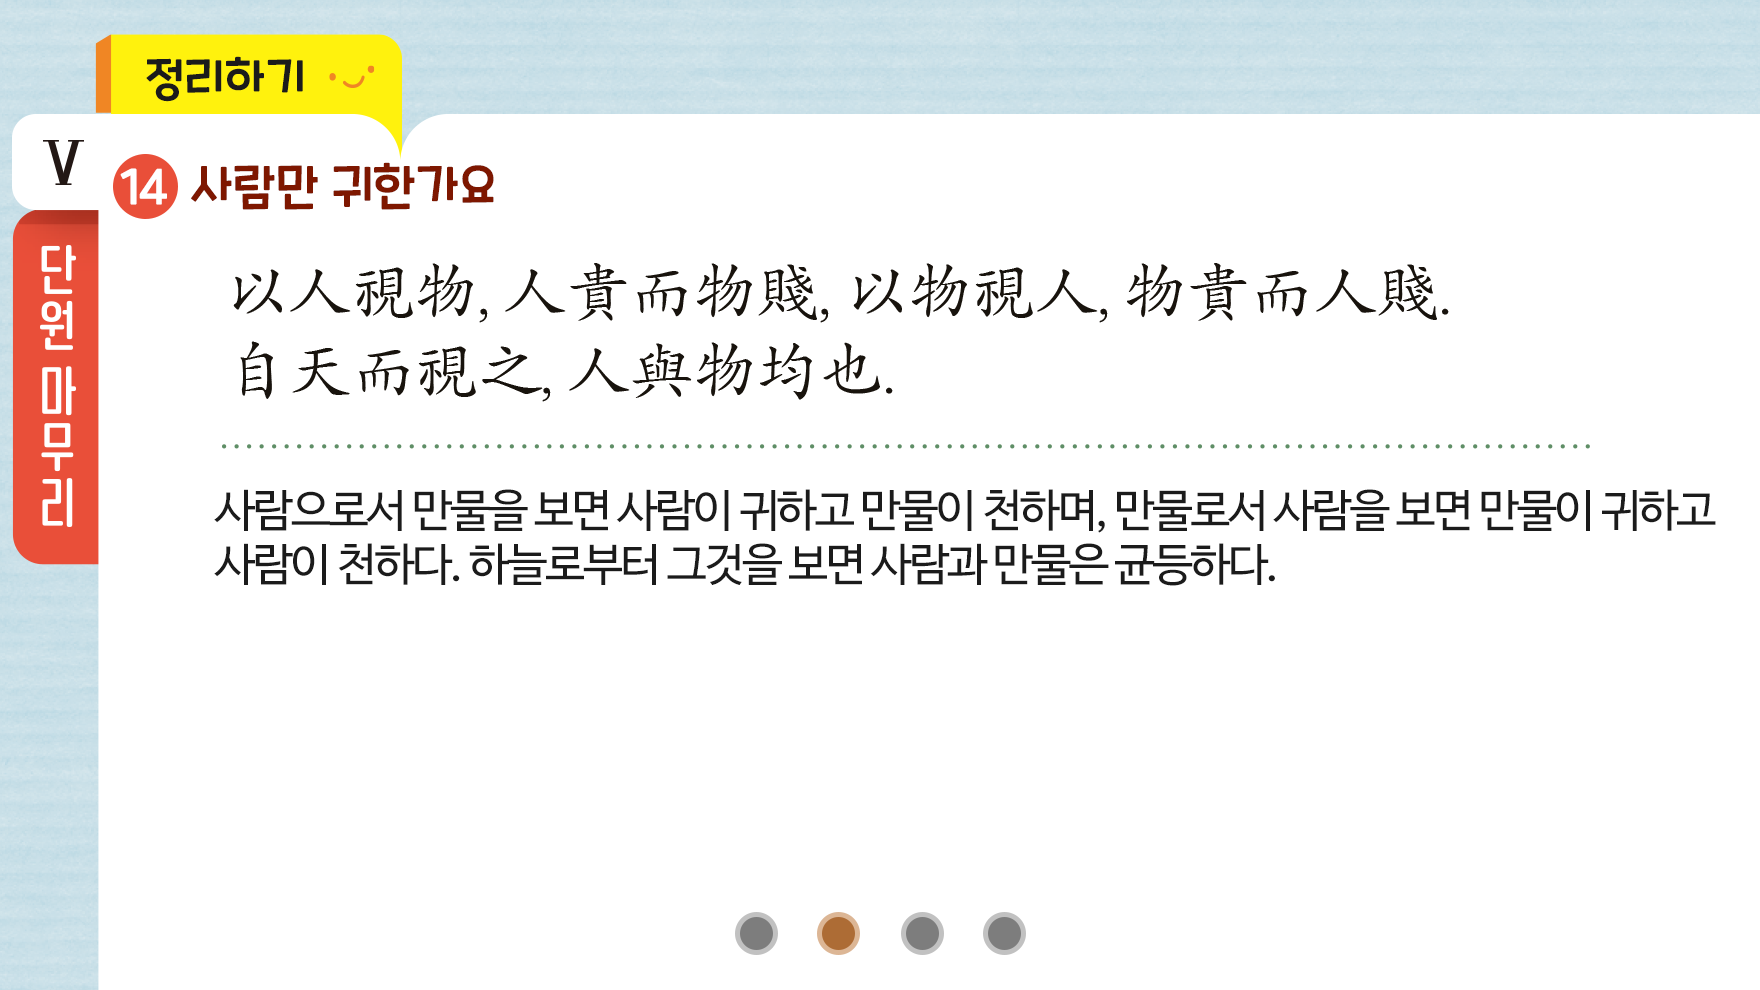 정리하기
V
단원 마무리
14 사람만 귀한가요
以人視物, 人貴而物賤, 以物視人, 物貴而人賤.
自天而視之, 人與物均也.
사람으로서 만물을 보면 사람이 귀하고 만물이 천하며, 만물로서 사람을 보면 만물이 귀하고
사람이 천하다. 하늘로부터 그것을 보면 사람과 만물은 균등하다.